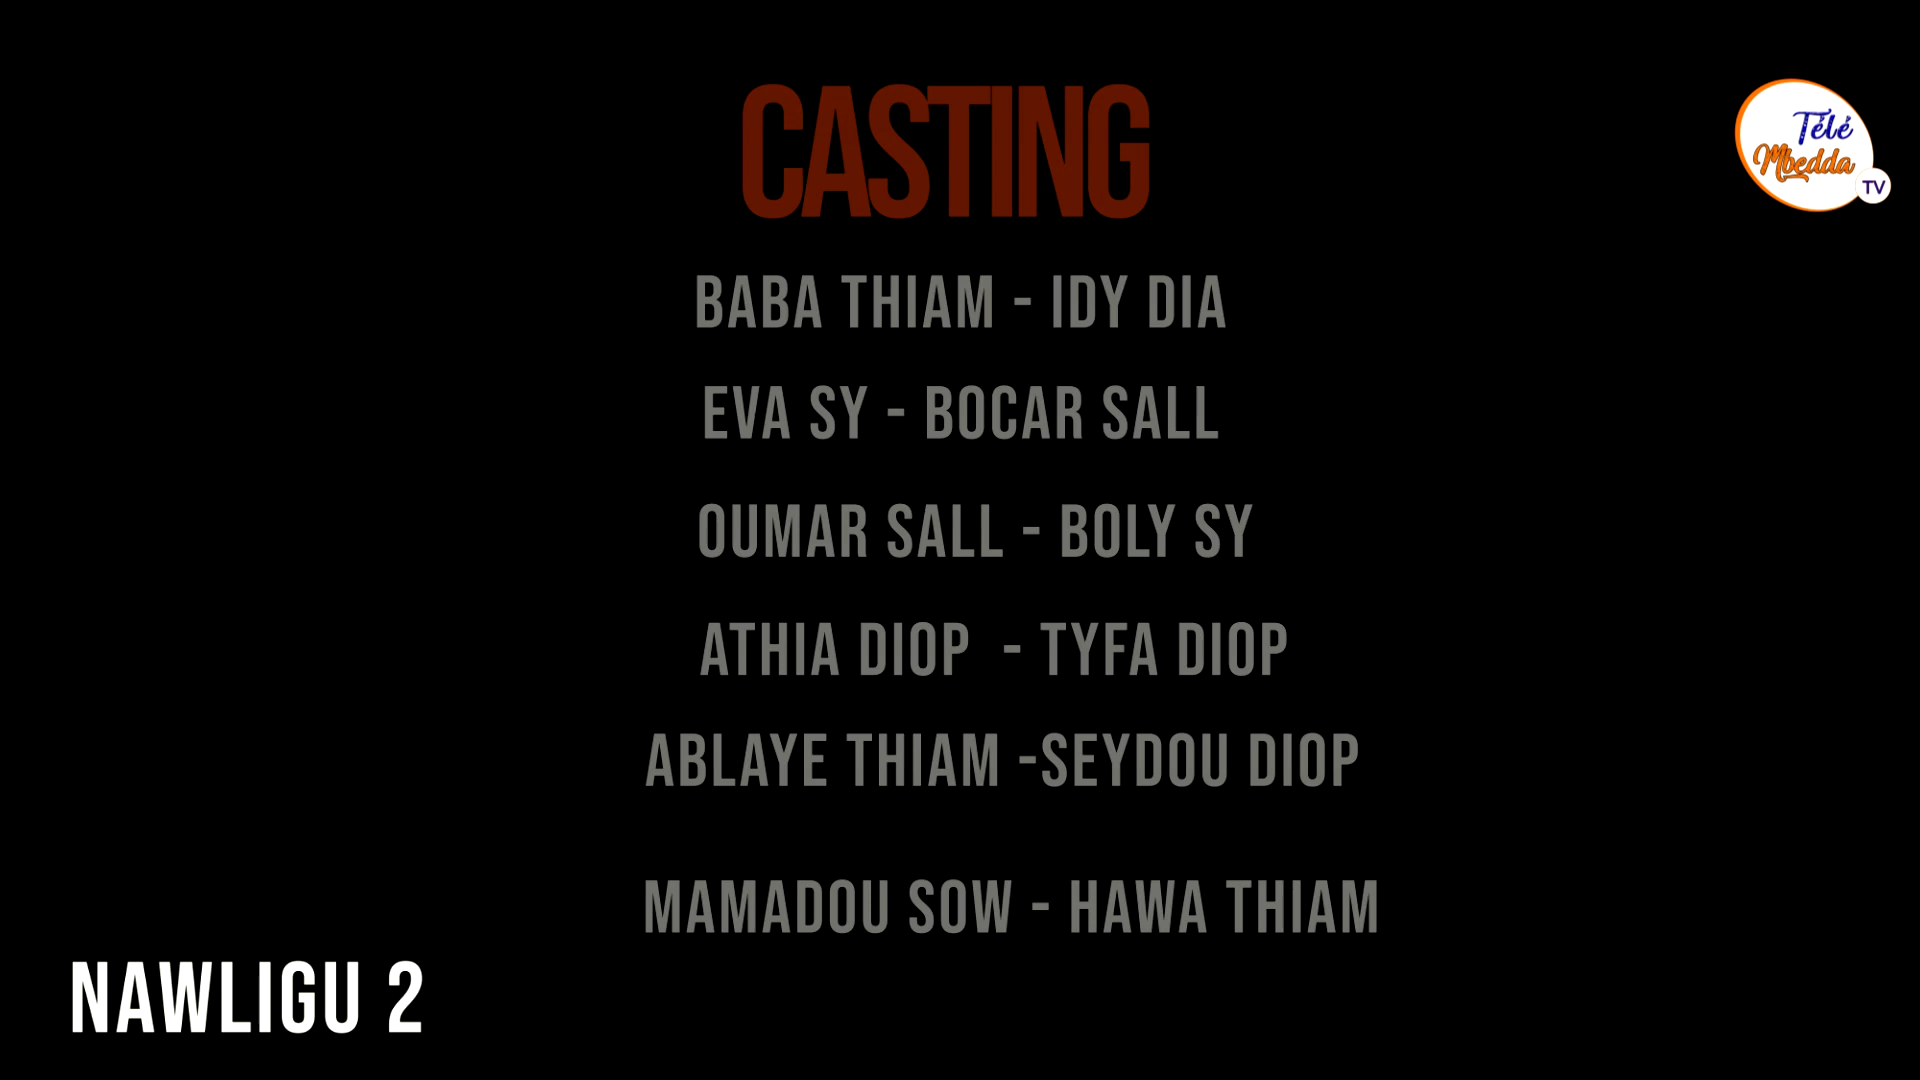 CASTING
Télé
Mbedda
TV
BABA THIAM - IDY DIA
EVA SY - BOCAR SALL
OUMAR SALL - BOLY SY
ATHIA DIOP - TYFA DIOP
ABLAYE THIAM -SEYDOU DIOP
MAMADOU SOW - HAWA THIAM
NAWLIGU 2